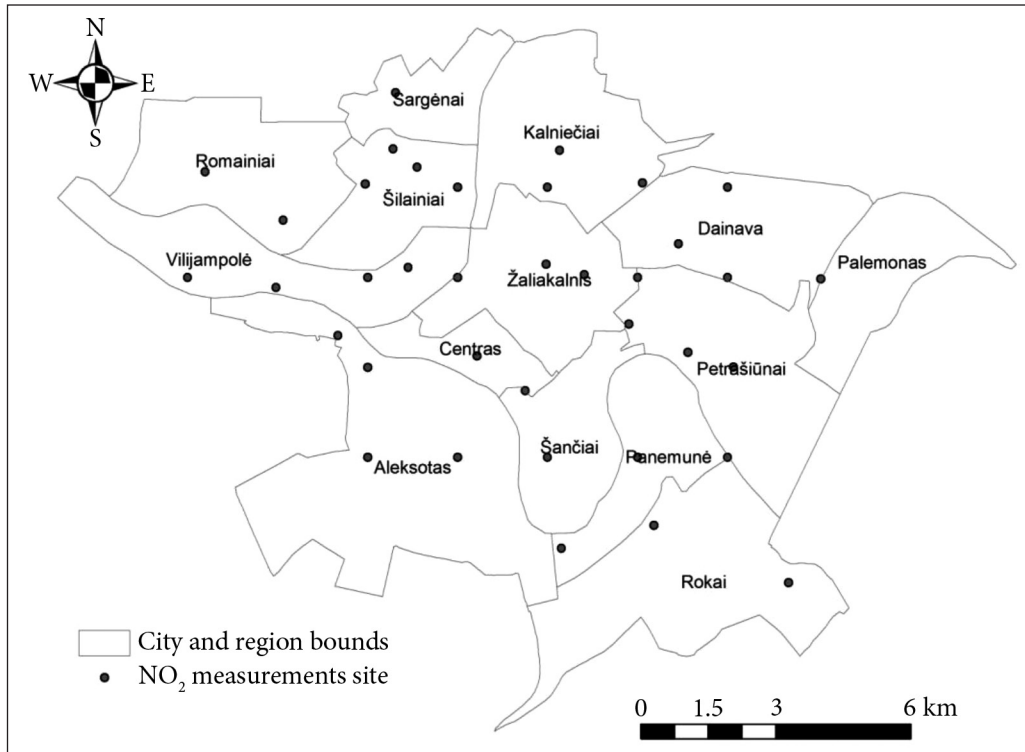 N
W E
S
Šargėnai
Kalniečiai
Romainiai
Šilainiai
Dainava
Vilijampolė
Palemonas
Žaliakalnis
Centras
Petrašiūnai
Šančiai
Panemunė
Aleksotas
Rokai
City and region bounds
NO₂ measurements site
0 1.5 3 6 km